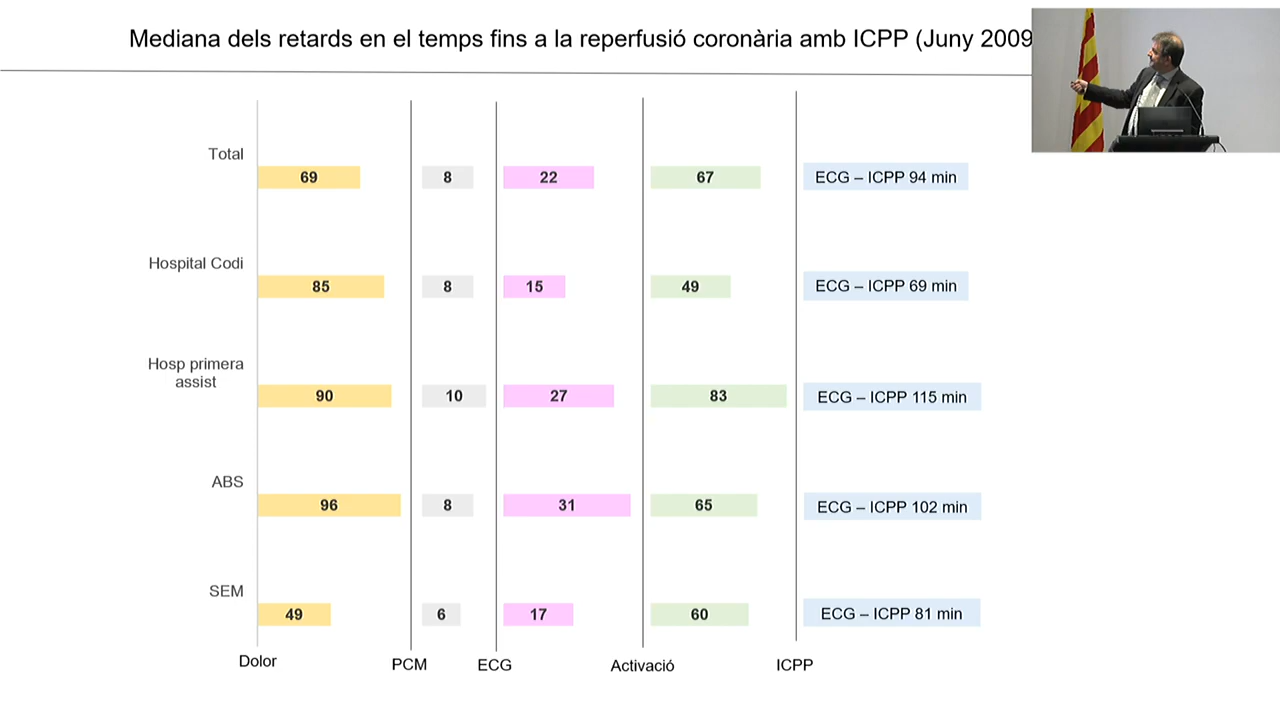 Mediana dels retards en el temps fins a la reperfusió coronària amb ICPP (Juny 2009
Total
69 8 22 67 ECG – ICPP 94 min
Hospital Codi
85 8 15 49 ECG – ICPP 69 min
Hosp primera
assist
90 10 27 83 ECG – ICPP 115 min
ABS
96 8 31 65 ECG – ICPP 102 min
SEM
49 6 17 60 ECG – ICPP 81 min
Dolor PCM ECG Activació ICPP